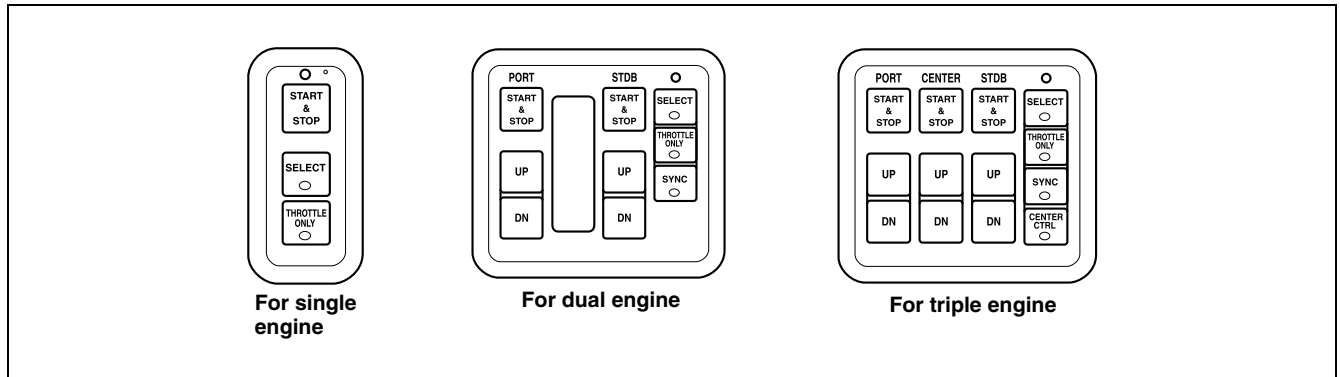 START
&
STOP
SELECT
THROTTLE
ONLY
For single
engine
PORT
STDB
START
&
STOP
START
&
STOP
SELECT
THROTTLE
ONLY
SYNC
UP
UP
DN
DN
For dual engine
PORT
CENTER
STDB
START
&
STOP
START
&
STOP
START
&
STOP
SELECT
THROTTLE
ONLY
UP
UP
UP
SYNC
DN
DN
DN
CENTER
CTRL
For triple engine